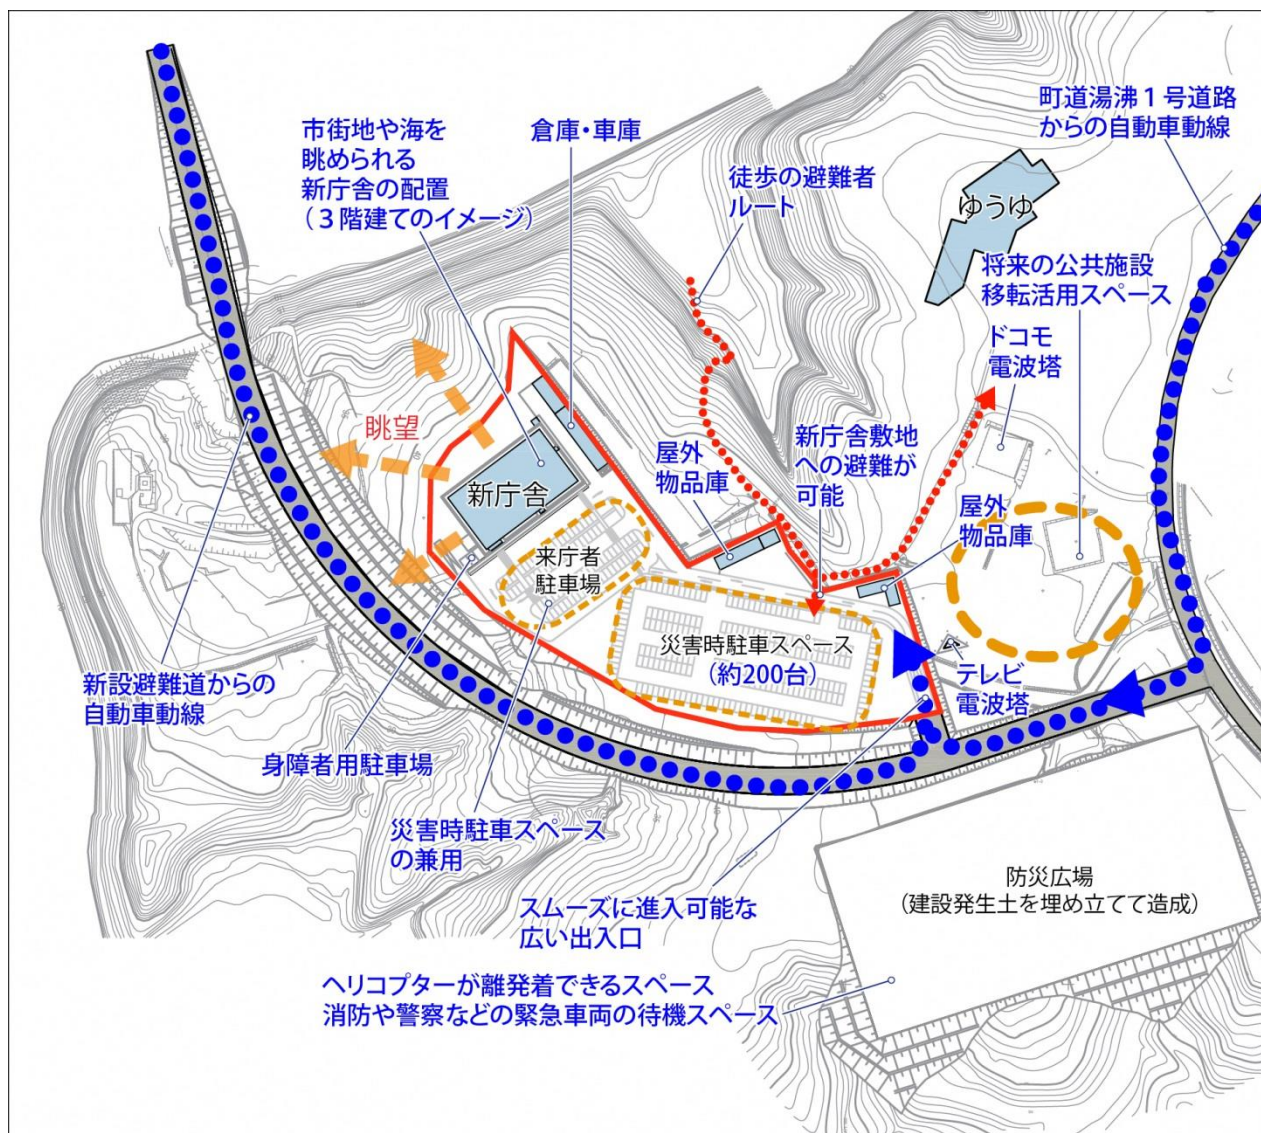 町道湯沸１号道路
からの自動車動線
市街地や海を
眺められる
新庁舎の配置
（３階建てのイメージ）
倉庫・車庫
徒歩の避難者
ルート
ゆうゆ
将来の公共施設
移転活用スペース
ドコモ
電波塔
眺望
新庁舎
屋外
物品庫
新庁舎敷地
への避難が
可能
屋外
物品庫
来庁者
駐車場
災害時駐車スペース
（約200台）
テレビ
電波塔
新設避難道からの
自動車動線
身障者用駐車場
災害時駐車スペース
の兼用
スムーズに進入可能な
広い出入口
防災広場
（建設発生土を埋め立てて造成）
ヘリコプターが離発着できるスペース
消防や警察などの緊急車両の待機スペース